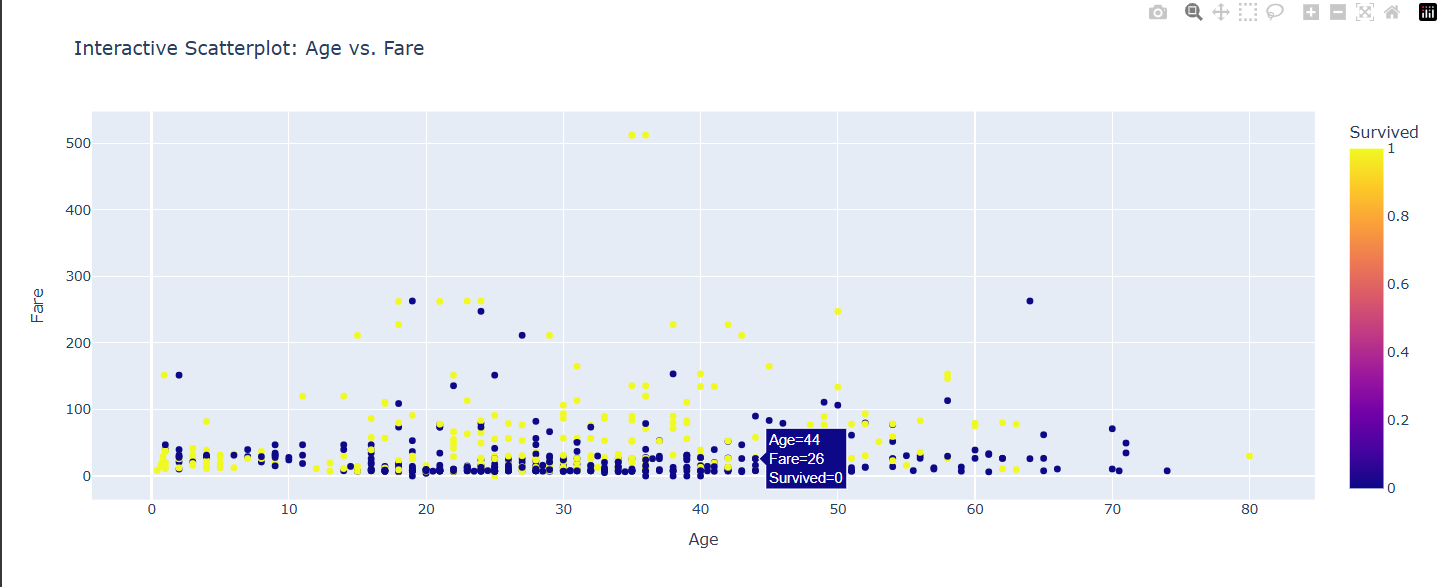 Interactive Scatterplot: Age vs. Fare
Survived
1
0.8
0.6
0.4
0.2
0
Fare
500
400
300
200
100
0
Age=44
Fare=26
Survived=0
0 10 20 30 40 50 60 70 80
Age